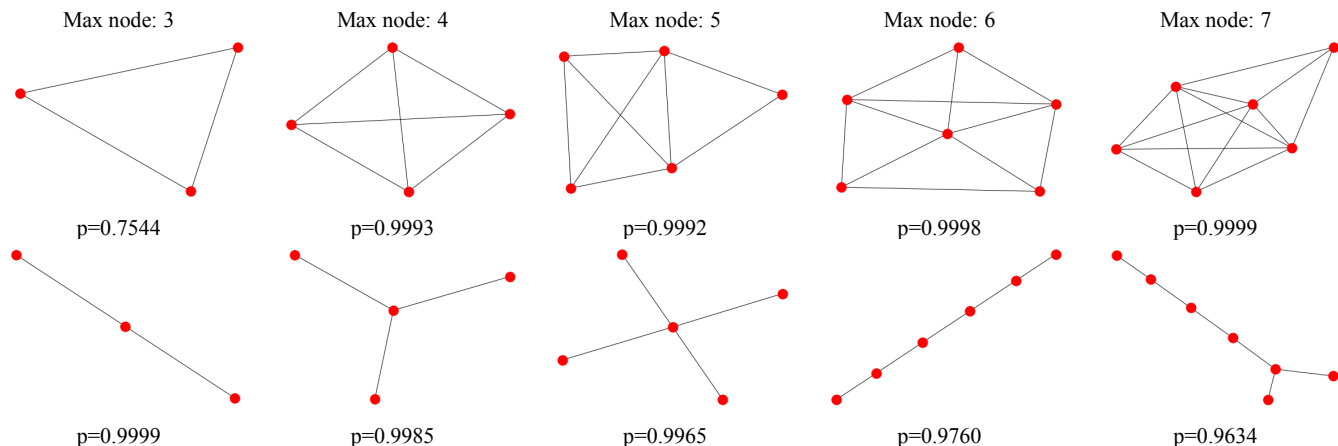 Max node: 3 Max node: 4 Max node: 5 Max node: 6 Max node: 7
p=0.7544 p=0.9993 p=0.9992 p=0.9998 p=0.9999
p=0.9999 p=0.9985 p=0.9965 p=0.9760 p=0.9634